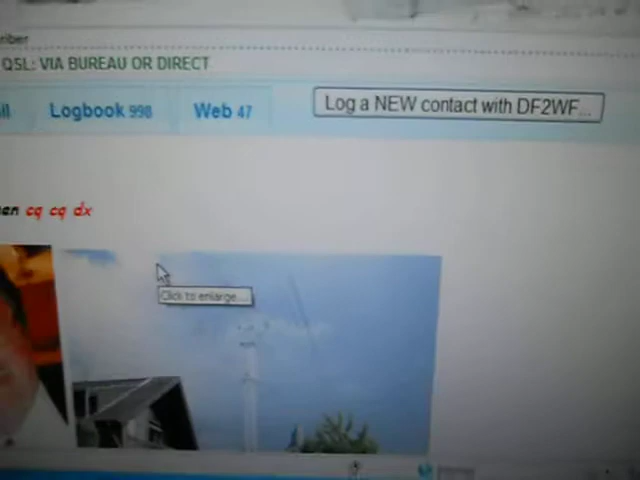 QSL: VIA BUREAU OR DIRECT
Logbook 998 Web 47 Log a NEW contact with DF2WF...
cq cq dx
Click to enlarge...